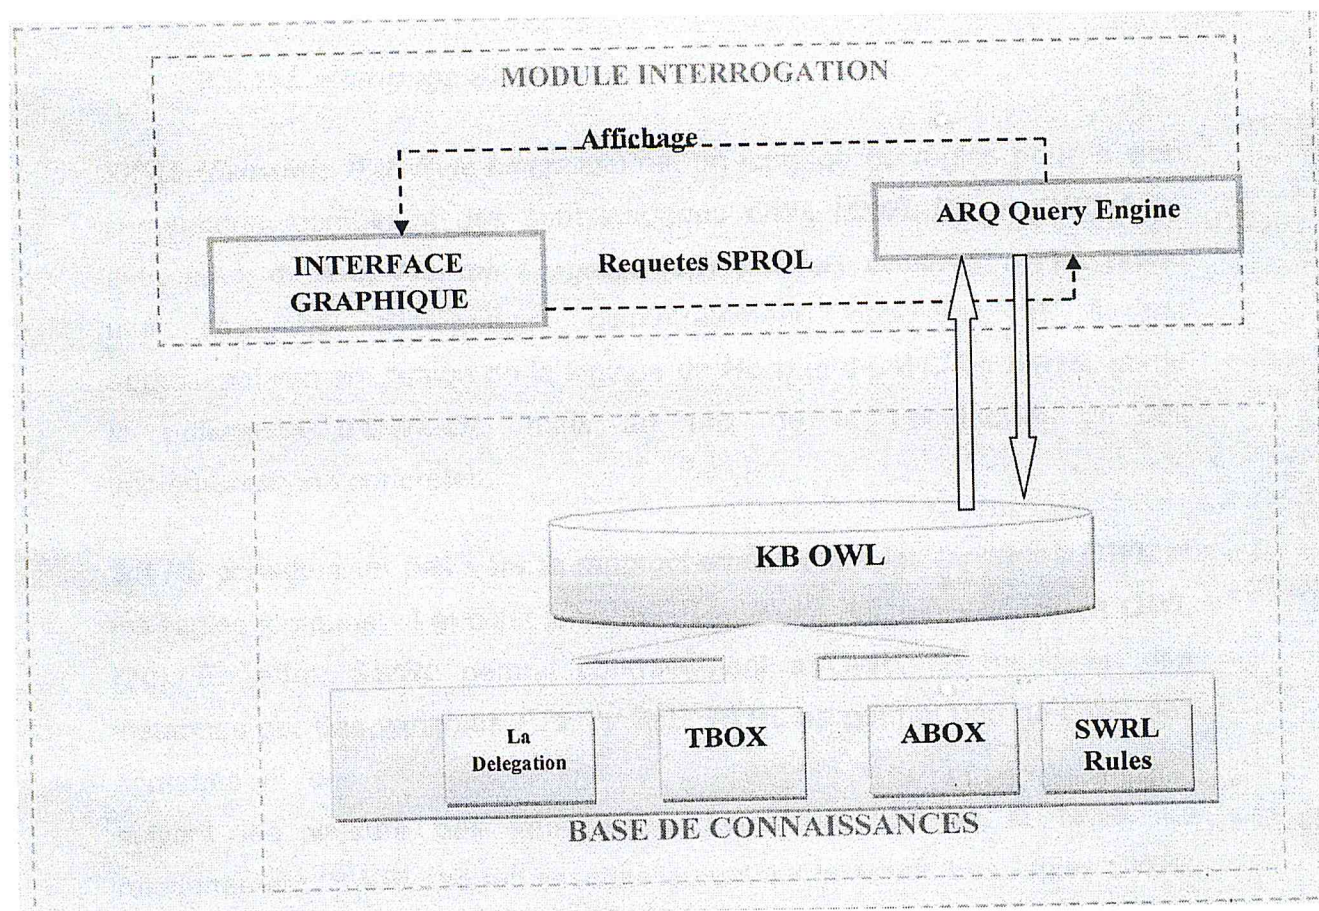 MODULE INTERROGATION
Affichage
ARQ Query Engine
INTERFACE
GRAPHIQUE
Requetes SPRQL
KB OWL
La
Delegation
TBOX
ABOX
SWRL
Rules
BASE DE CONNAISSANCES